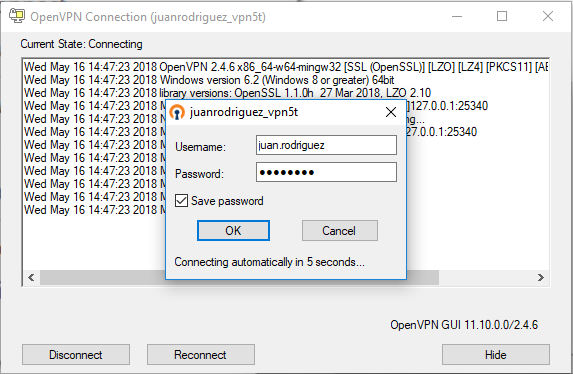 OpenVPN Connection (juanrodriguez_vpn5t)
Current State: Connecting
Wed May 16 14:47:23 2018 OpenVPN 2.4.6 x86_64-w64-mingw32 [SSL (OpenSSL)] [LZO] [LZ4] [PKCS11] [AE
Wed May 16 14:47:23 2018 Windows version 6.2 (Windows 8 or greater) 64bit
Wed May 16 14:47:23 2018 library versions: OpenSSL 1.1.0h 27 Mar 2018, LZO 2.10
Wed May 16 14:47:23 2018 M ]127.0.0.1:25340
Wed May 16 14:47:23 2018 N ng...
Wed May 16 14:47:23 2018 M 27.0.0.1:25340
Wed May 16 14:47:23 2018 M
Wed May 16 14:47:23 2018 M
Wed May 16 14:47:23 2018 M
Wed May 16 14:47:23 2018 M
Wed May 16 14:47:23 2018 M
Wed May 16 14:47:23 2018 M
juanrodriguez_vpn5t
Username: juan.rodriguez
Password: ●●●●●●●●
Save password
OK Cancel
Connecting automatically in 5 seconds...
OpenVPN GUI 11.10.0.0/2.4.6
Disconnect Reconnect Hide